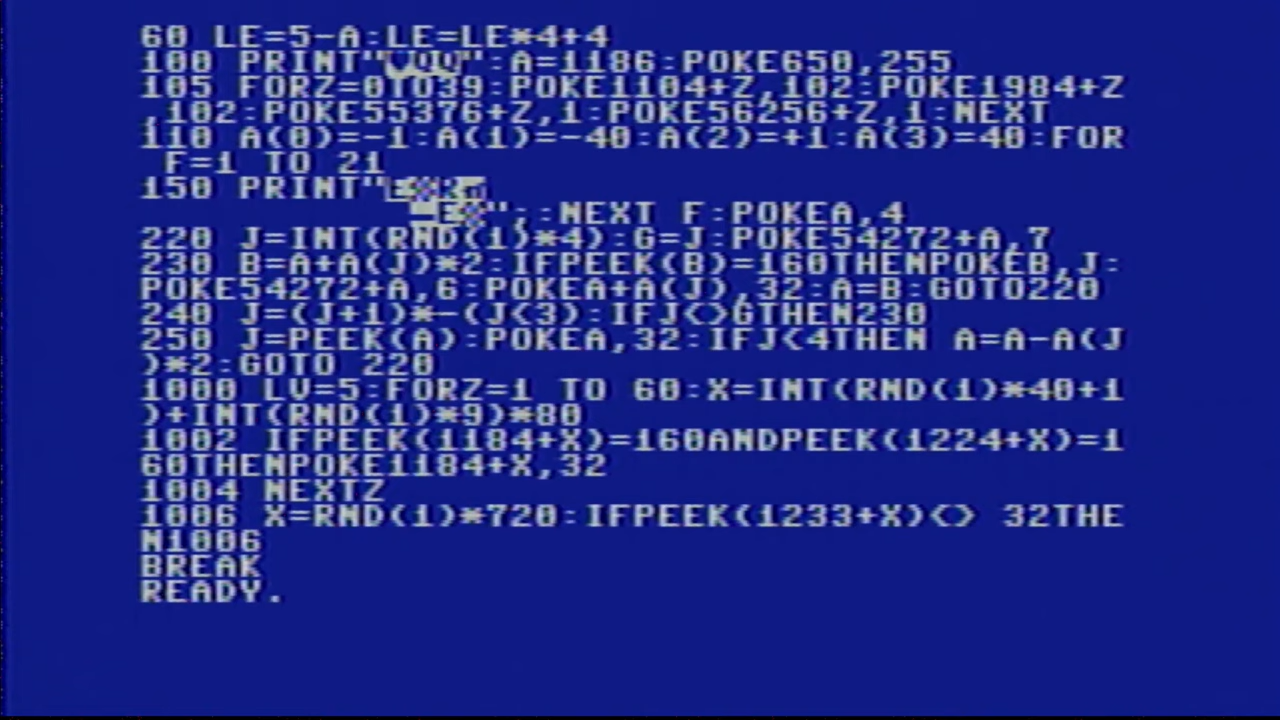 60 LE=5-A:LE=LE*4+4
100 PRINT"":A=1186:POKE650,255
105 FORZ=0TO39:POKE1104+Z,102:POKE1984+Z
,102:POKE55376+Z,1:POKE56256+Z,1:NEXT
110 A(0)=-1:A(1)=-40:A(2)=+1:A(3)=40:FOR
F=1 TO 21
150 PRINT"
";:NEXT F:POKEA,4
220 J=INT(RND(1)*4):G=J:POKE54272+A,7
230 B=A+A(J)*2:IFPEEK(B)=160THENPOKEB,J:
POKE54272+A,6:POKEA+A(J),32:A=B:GOTO220
240 J=(J+1)*-(J<3):IFJ<>GTHEN230
250 J=PEEK(A):POKEA,32:IFJ<4THEN A=A-A(J
)*2:GOTO 220
1000 LV=5:FORZ=1 TO 60:X=INT(RND(1)*40+1
)+INT(RND(1)*9)*80
1002 IFPEEK(1184+X)=160ANDPEEK(1224+X)=1
60THENPOKE1184+X,32
1004 NEXTZ
1006 X=RND(1)*720:IFPEEK(1233+X)<> 32THE
N1006
BREAK
READY.